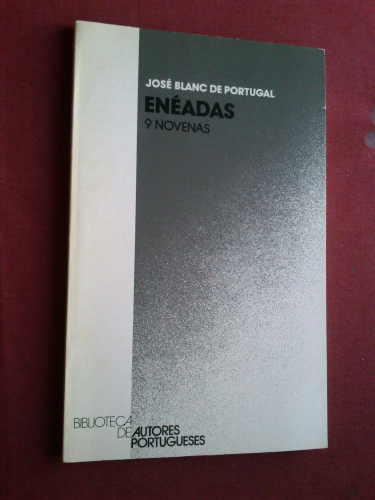 JOSÉ BLANC DE PORTUGAL
ENÉADAS
9 NOVENAS
BIBLIOTECA
DE AUTORES
PORTUGUESES